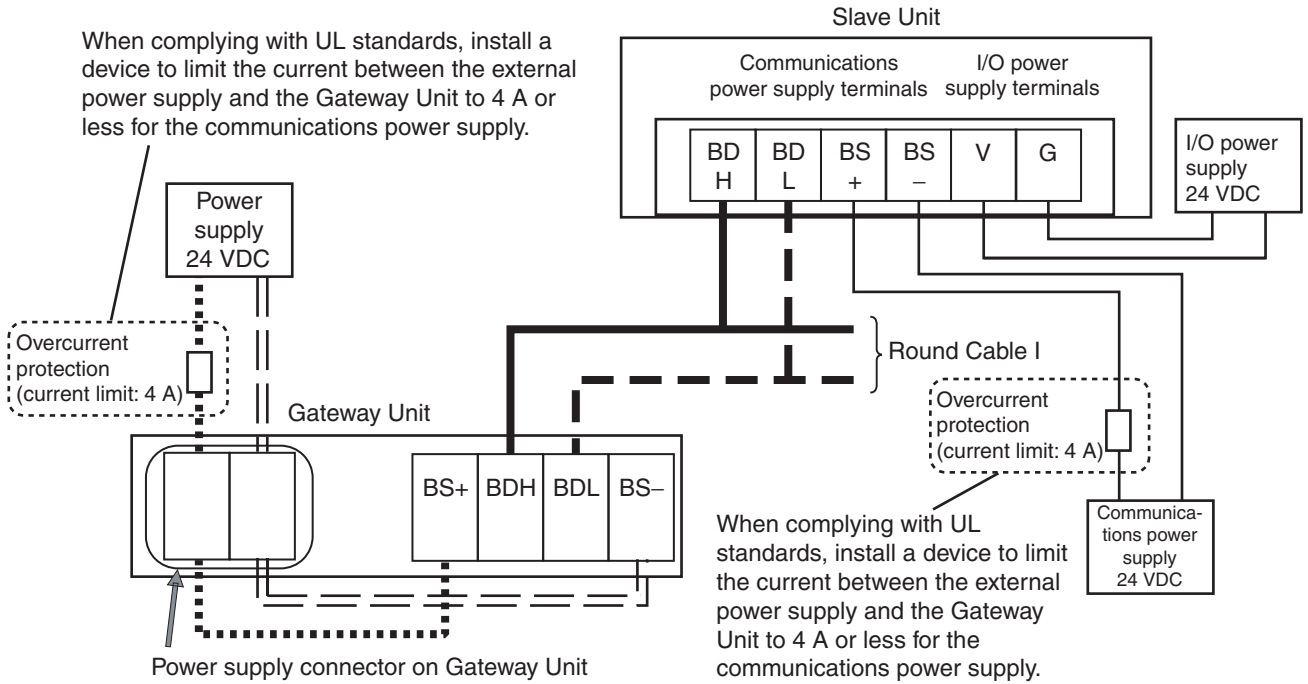 Slave Unit
When complying with UL standards, install a
device to limit the current between the external
power supply and the Gateway Unit to 4 A or
less for the communications power supply.
Communications
power supply terminals
I/O power
supply terminals
BD
H
BD
L
BS
+
BS
−
V
G
I/O power
supply
24 VDC
Power
supply
24 VDC
Overcurrent
protection
(current limit: 4 A)
Round Cable I
Gateway Unit
Overcurrent
protection
(current limit: 4 A)
BS+
BDH
BDL
BS−
When complying with UL
standards, install a device to limit
the current between the external
power supply and the Gateway
Unit to 4 A or less for the
communications power supply.
Communica-
tions power
supply
24 VDC
Power supply connector on Gateway Unit